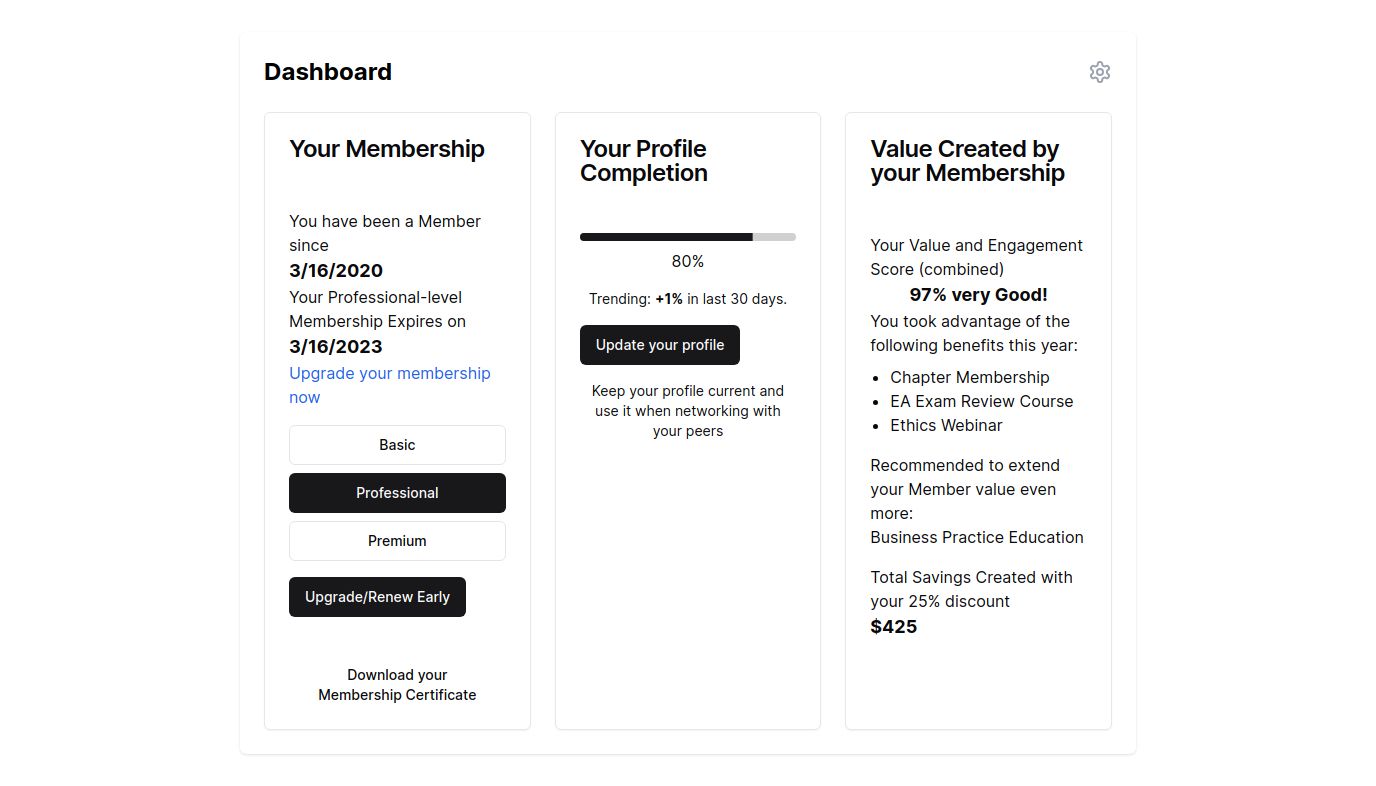 Dashboard
Your Membership
You have been a Member
since
3/16/2020
Your Professional-level
Membership Expires on
3/16/2023
Upgrade your membership
now
Basic
Professional
Premium
Upgrade/Renew Early
Download your
Membership Certificate
Your Profile
Completion
80%
Trending: +1% in last 30 days.
Update your profile
Keep your profile current and
use it when networking with
your peers
Value Created by
your Membership
Your Value and Engagement
Score (combined)
97% very Good!
You took advantage of the
following benefits this year:
• Chapter Membership
• EA Exam Review Course
• Ethics Webinar
Recommended to extend
your Member value even
more:
Business Practice Education
Total Savings Created with
your 25% discount
$425